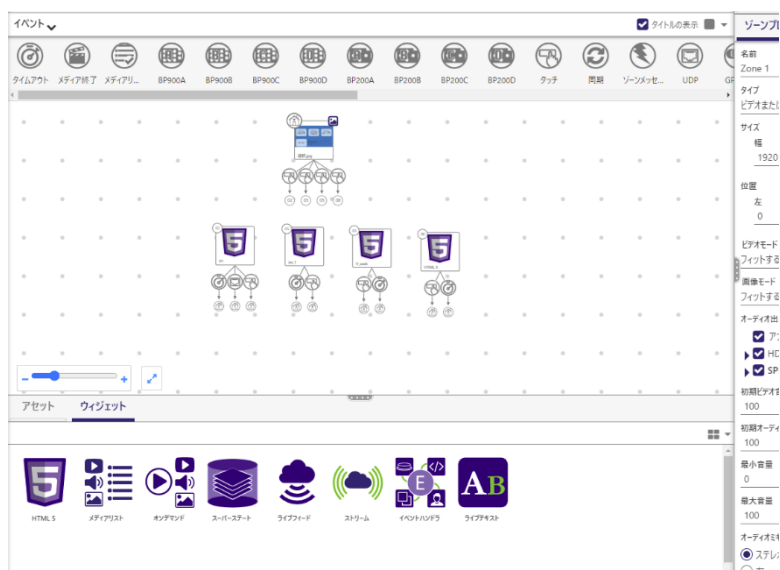 イベント
タイトルの表示
タイムアウト
メディア終了
メディアリ...
BP900A
BP900B
BP900C
BP900D
BP200A
BP200B
BP200C
BP200D
タッチ
同期
ゾーンメッセ...
UDP
HTML 5
アセット
ウィジェット
HTML 5
メディアリスト
オンデマンド
スーパーステート
ライブフィード
ストリーム
イベントハンドラ
ライブテキスト
AB
名前
Zone 1
タイプ
サイズ
幅
1920
位置
左
0
ビデオモード
フィットする
画像モード
フィットする
オーディオ出
HD
SP
初期ビデオ音
100
初期オーディ
100
最小音量
0
最大音量
100
オーディオミキ
ステレオ